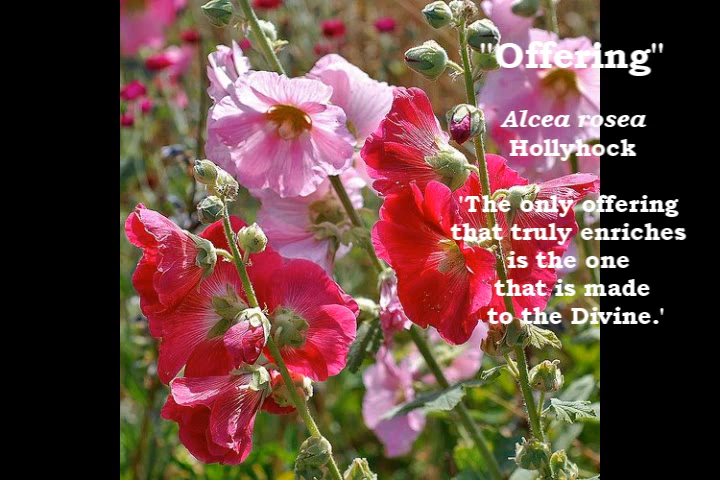 "Offering"
Alcea rosea
Hollyhock
'The only offering
that truly enriches
is the one
that is made
to the Divine.'